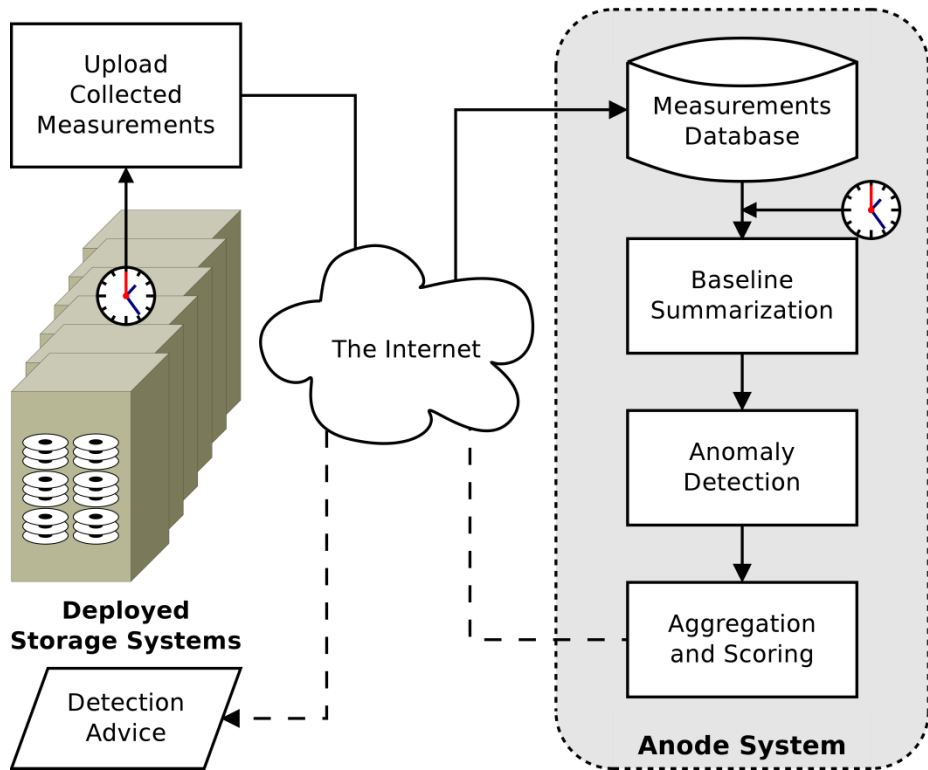 Upload
Collected
Measurements
Deployed
Storage Systems
Detection
Advice
The Internet
Measurements
Database
Baseline
Summarization
Anomaly
Detection
Aggregation
and Scoring
Anode System